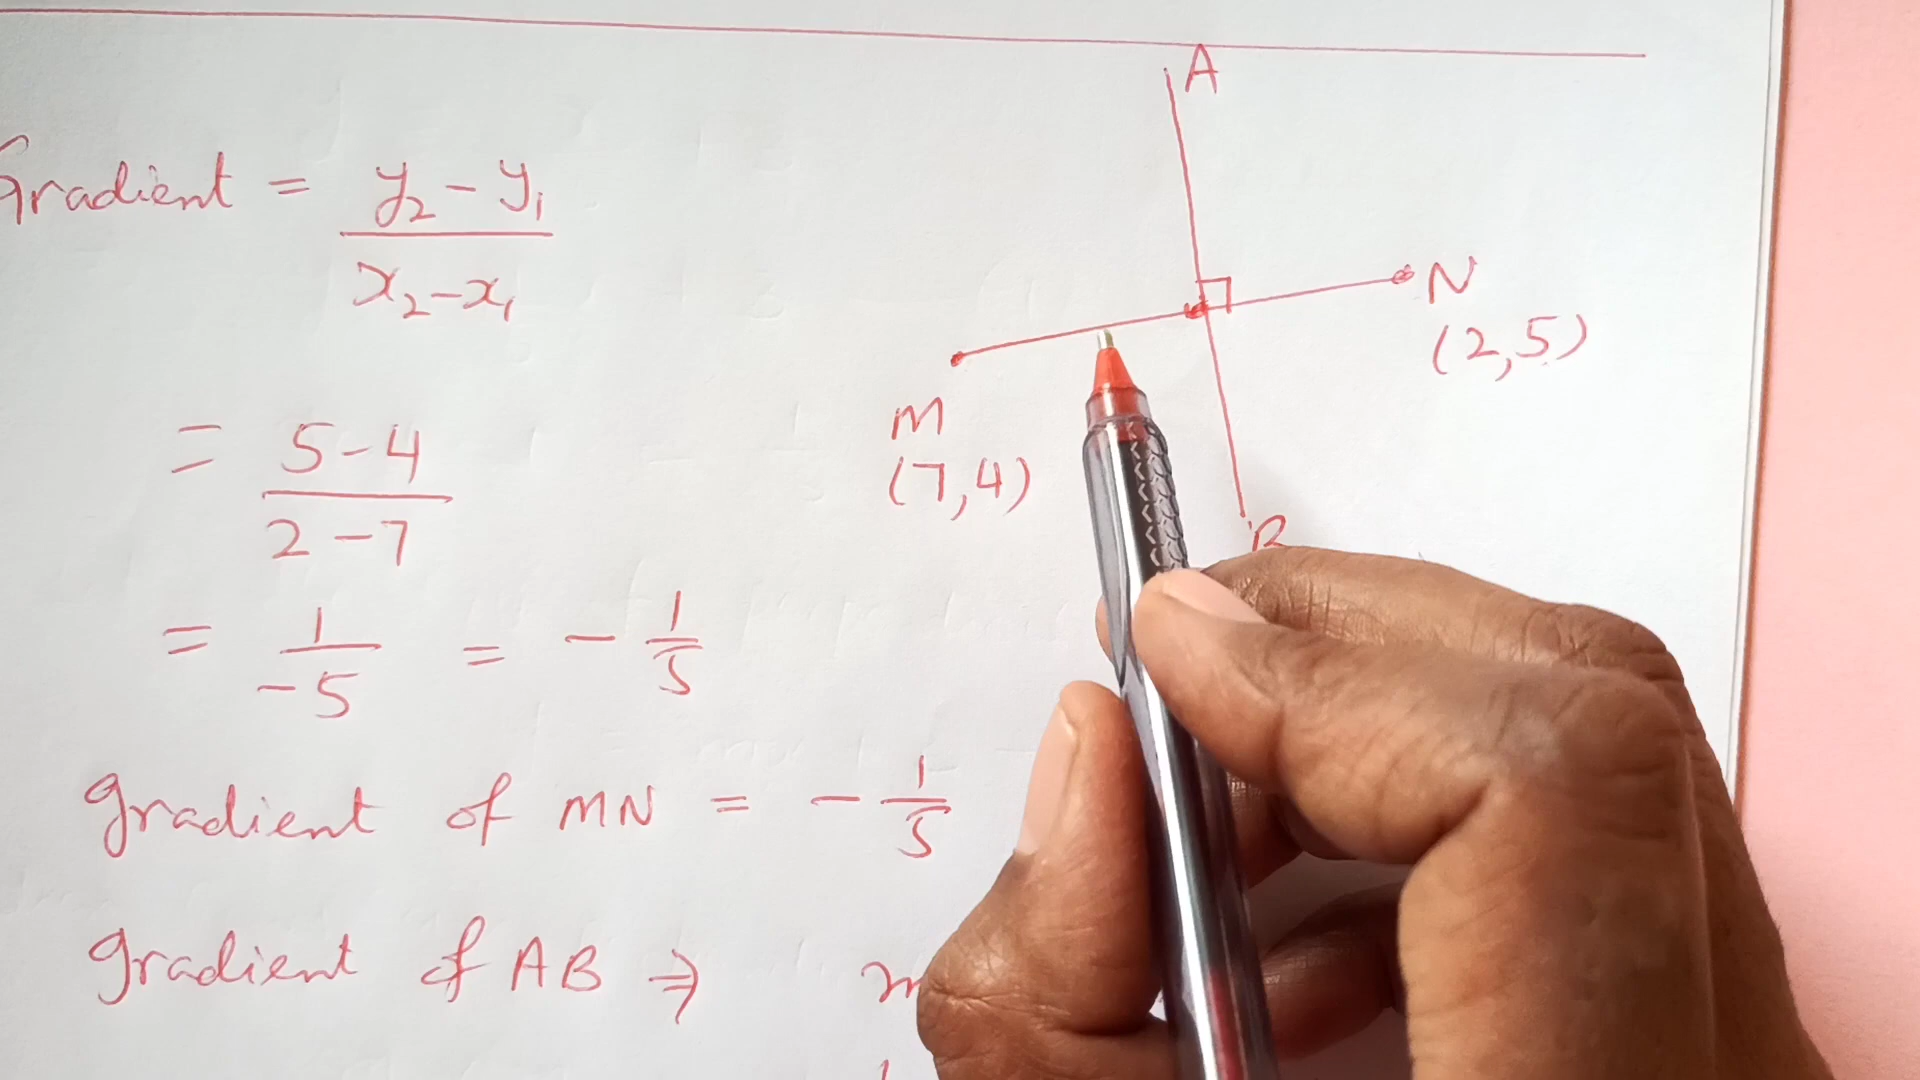 A
Gradient = y₂ - y₁
x₂ - x₁
N
(2,5)
M
(7,4)
= 5 - 4
2 - 7
B
= 1 = - 1
-5 5
gradient of MN = - 1
5
gradient of AB ⇒ m